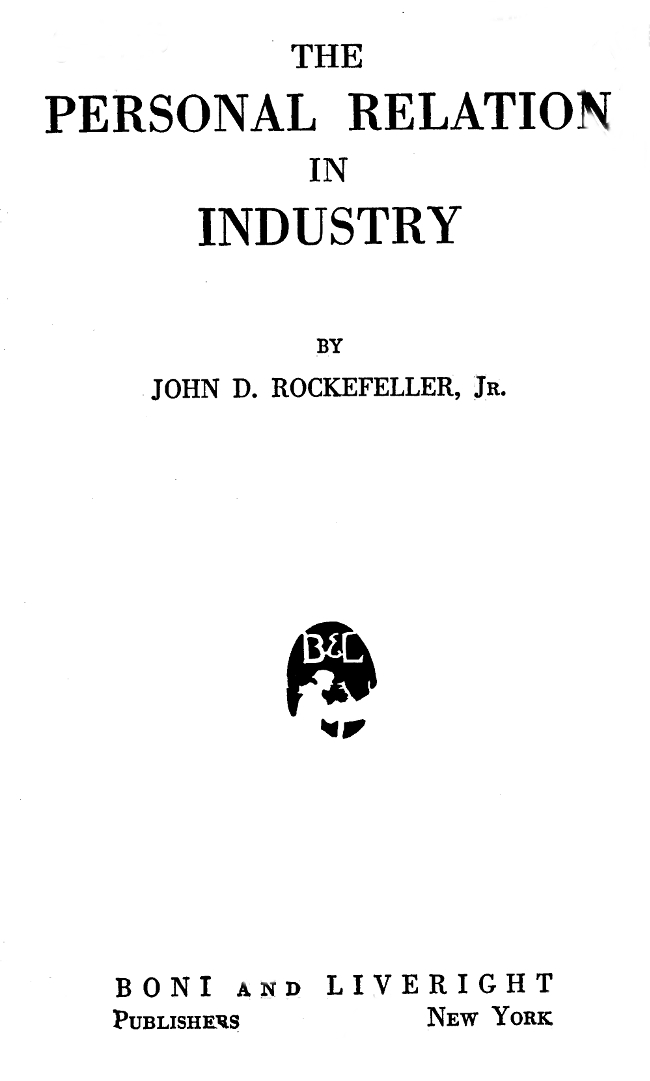 THE
PERSONAL RELATION
IN
INDUSTRY
BY
JOHN D. ROCKEFELLER, JR.
B&L
BONI AND LIVERIGHT
PUBLISHERS NEW YORK